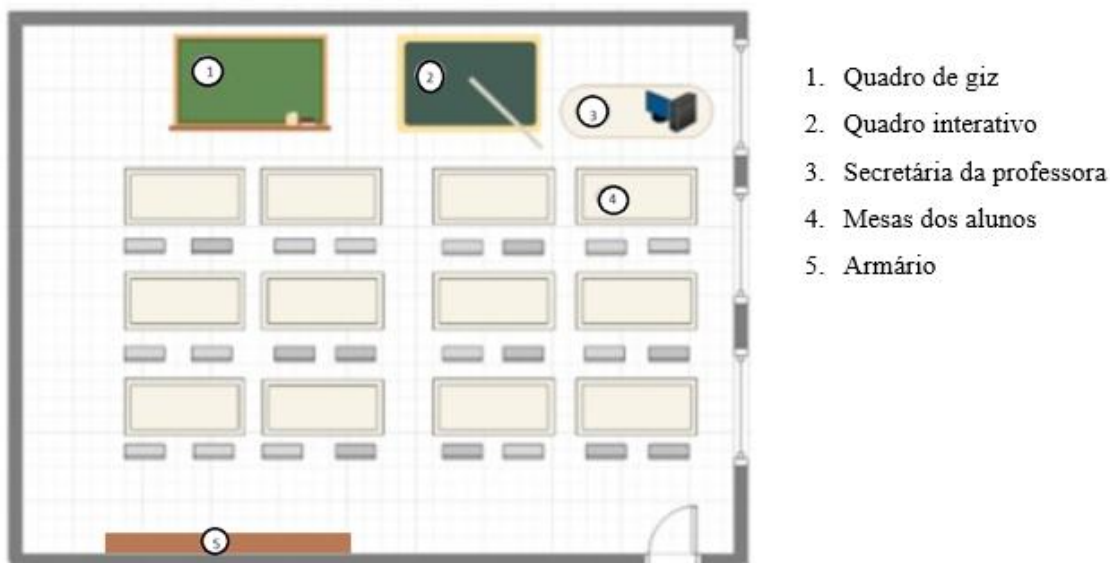 1
2
3
4
5
1. Quadro de giz
2. Quadro interativo
3. Secretária da professora
4. Mesas dos alunos
5. Armário